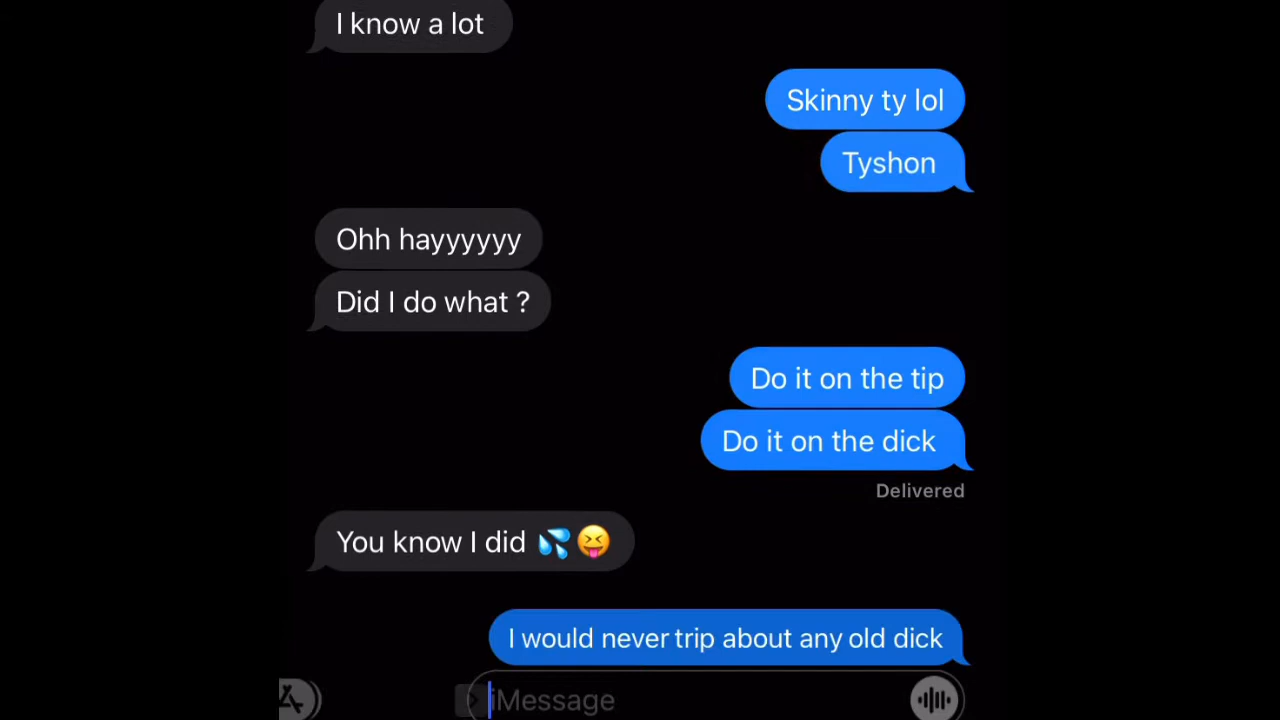 I know a lot
Skinny ty lol
Tyshon
Ohh hayyyyyy
Did I do what ?
Do it on the tip
Do it on the dick
Delivered
You know I did 💦😝
I would never trip about any old dick
iMessage